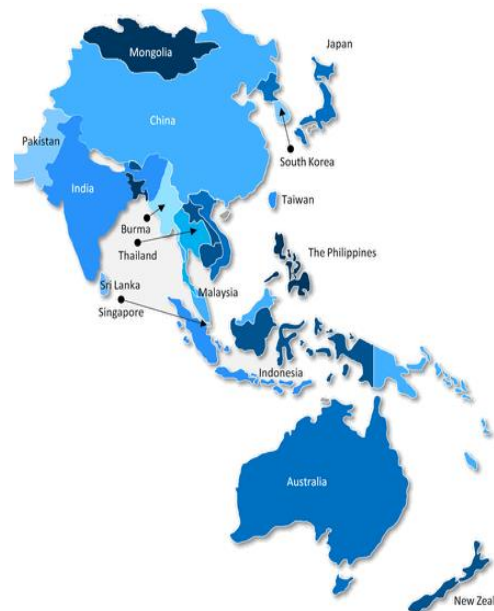 Mongolia
Japan
China
Pakistan
South Korea
India
Taiwan
Burma
Thailand
The Philippines
Sri Lanka
Malaysia
Singapore
Indonesia
Australia
New Zeal